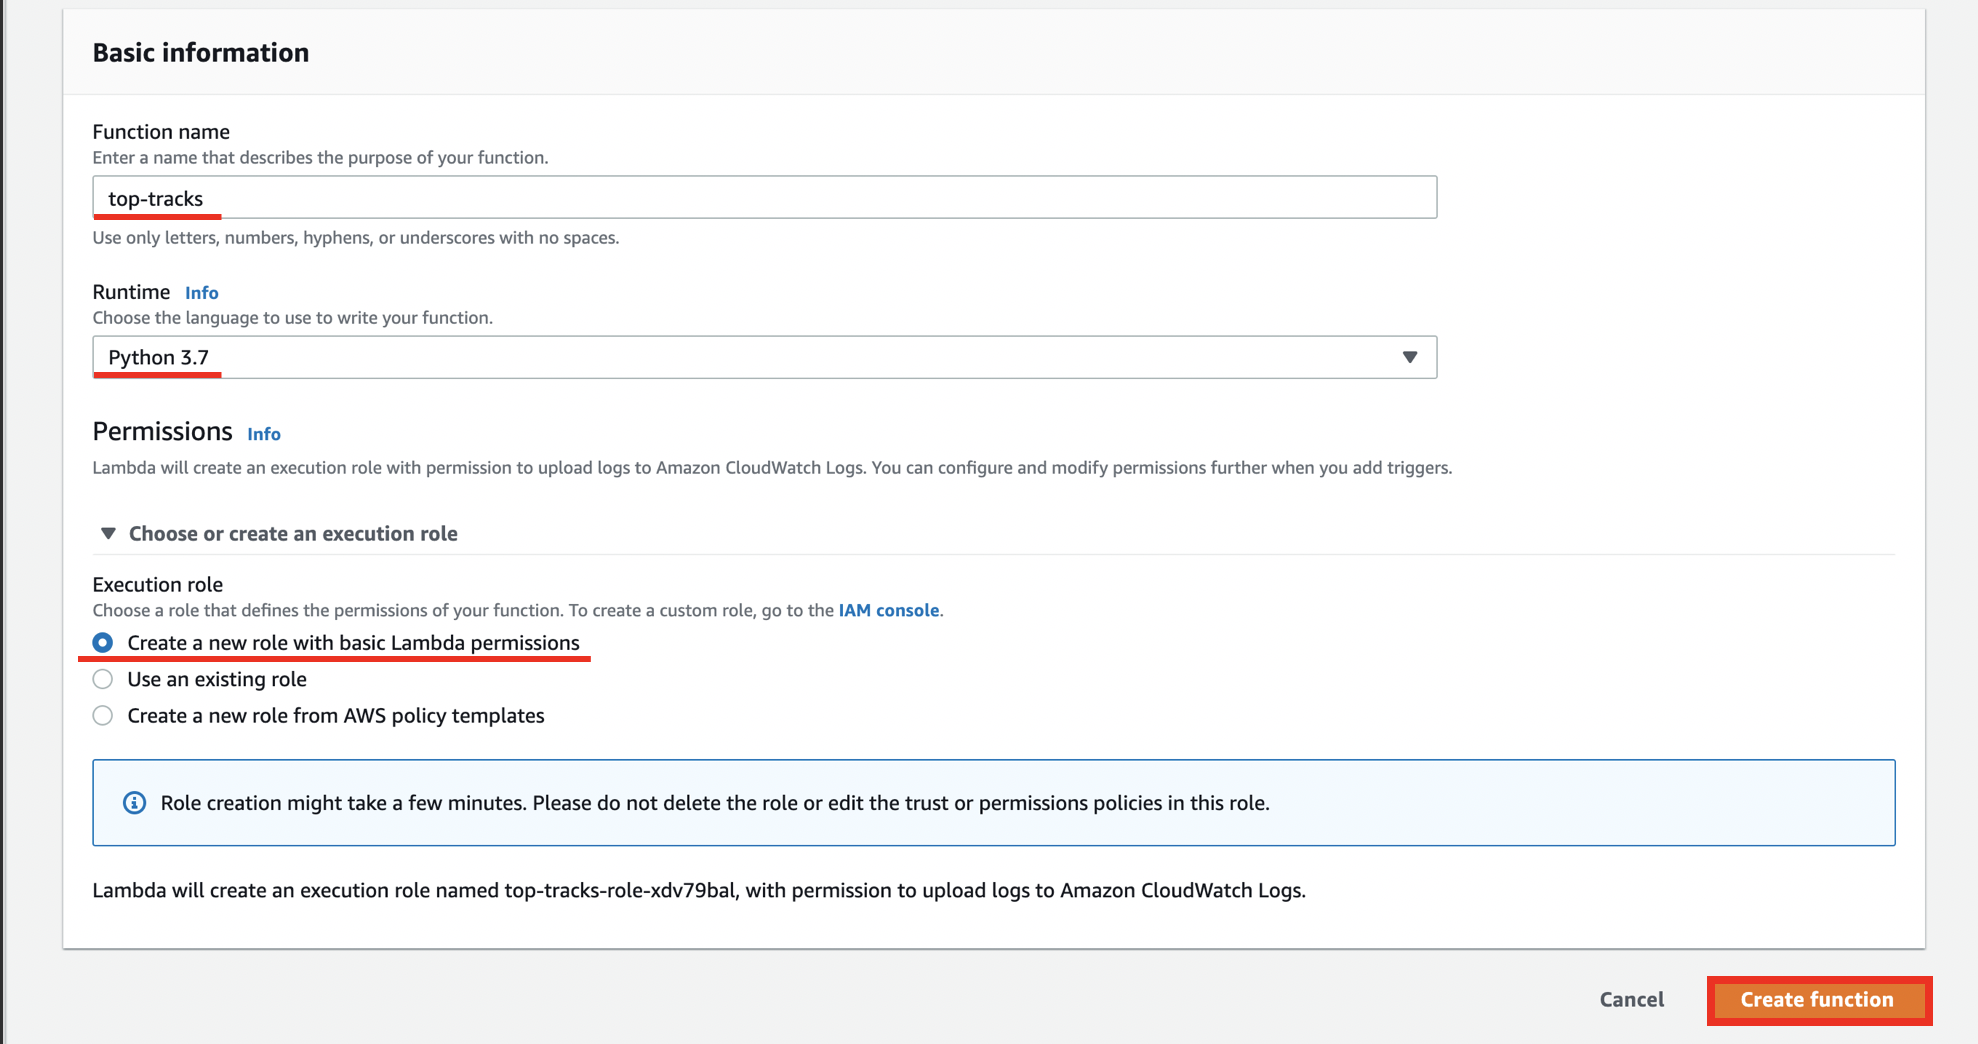 Basic information
Function name
Enter a name that describes the purpose of your function.
top-tracks
Use only letters, numbers, hyphens, or underscores with no spaces.
Runtime Info
Choose the language to use to write your function.
Python 3.7
Permissions Info
Lambda will create an execution role with permission to upload logs to Amazon CloudWatch Logs. You can configure and modify permissions further when you add triggers.
Choose or create an execution role
Execution role
Choose a role that defines the permissions of your function. To create a custom role, go to the IAM console.
Create a new role with basic Lambda permissions
Use an existing role
Create a new role from AWS policy templates
Role creation might take a few minutes. Please do not delete the role or edit the trust or permissions policies in this role.
Lambda will create an execution role named top-tracks-role-xdv79bal, with permission to upload logs to Amazon CloudWatch Logs.
Cancel Create function